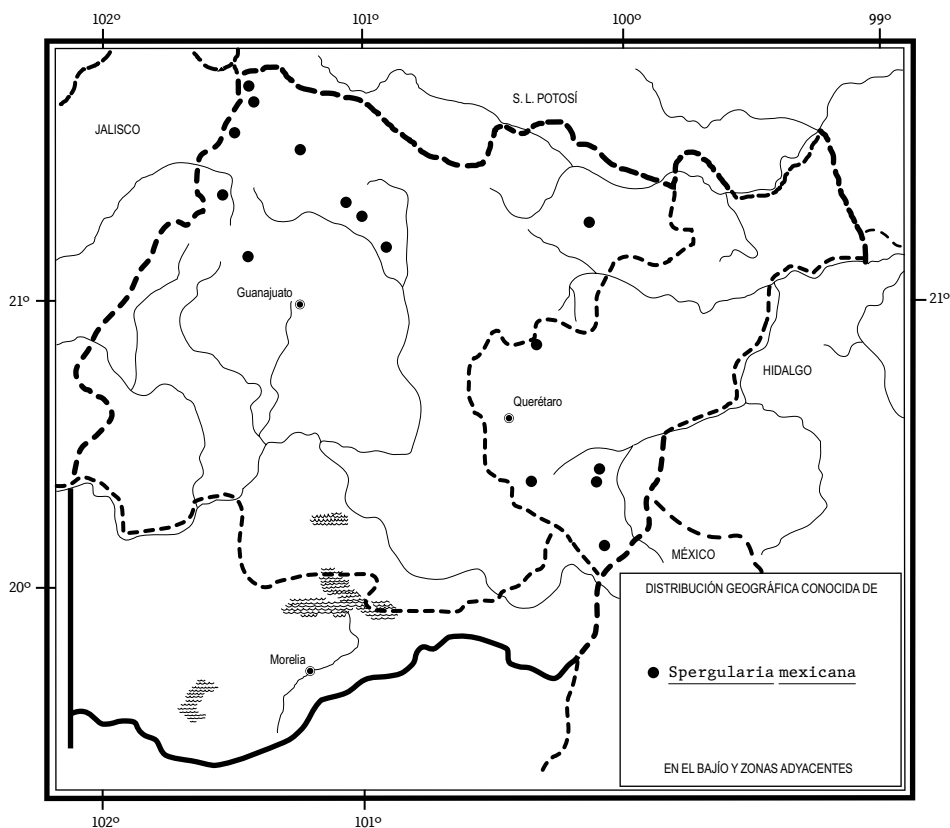 102º 101º 100º 99º
S. L. POTOSÍ
JALISCO
Guanajuato
21º 21º
HIDALGO
Querétaro
MÉXICO
20º
DISTRIBUCIÓN GEOGRÁFICA CONOCIDA DE
Morelia
Spergularia mexicana
EN EL BAJÍO Y ZONAS ADYACENTES
102º 101º